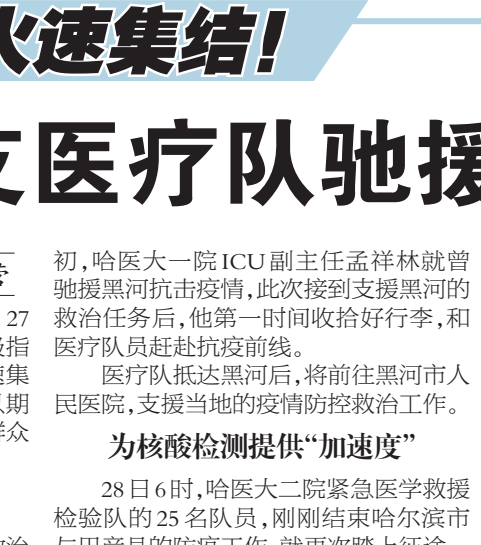 火速集结!
支医疗队驰援
27
指
集
期
众
初,哈医大一院ICU副主任孟祥林就曾
驰援黑河抗击疫情,此次接到支援黑河的
救治任务后,他第一时间收拾好行李,和
医疗队员赶赴抗疫前线。
医疗队抵达黑河后,将前往黑河市人
民医院,支援当地的疫情防控救治工作。
为核酸检测提供“加速度”
28日6时,哈医大二院紧急医学救援
检验队的25名队员,刚刚结束哈尔滨市